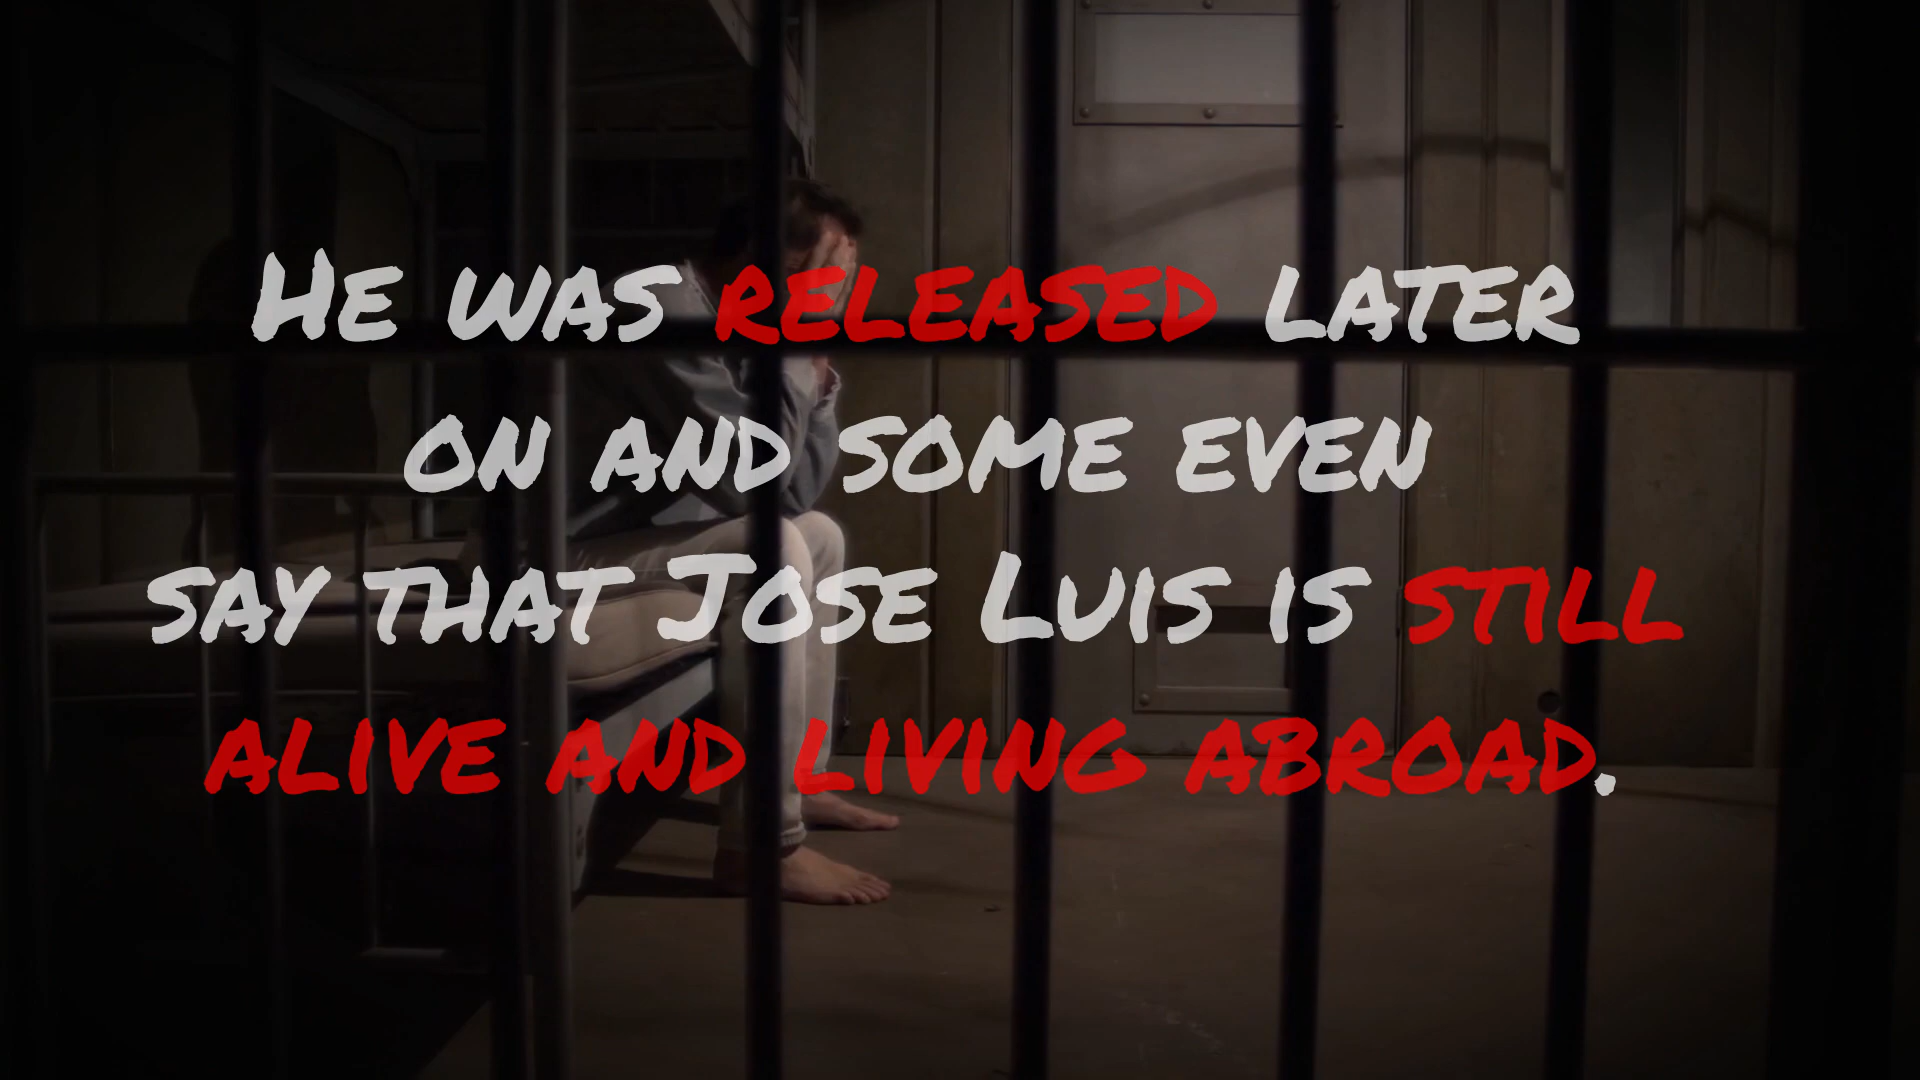 He was released later
on and some even
say that Jose Luis is still
alive and living abroad.